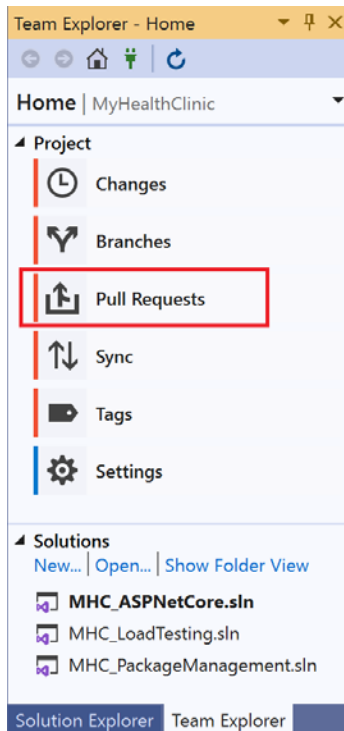 Team Explorer - Home
Home | MyHealthClinic
Project
Changes
Branches
Pull Requests
Sync
Tags
Settings
Solutions
New... | Open... | Show Folder View
MHC_ASPNetCore.sln
MHC_LoadTesting.sln
MHC_PackageManagement.sln
Solution Explorer Team Explorer